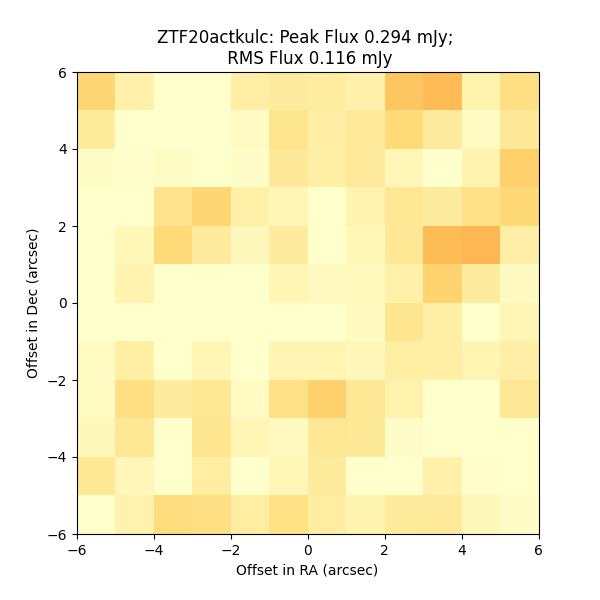 ZTF20actkulc: Peak Flux 0.294 mJy;
RMS Flux 0.116 mJy
6
4
2
0
−2
−4
−6
Offset in Dec (arcsec)
−6 −4 −2 0 2 4 6
Offset in RA (arcsec)